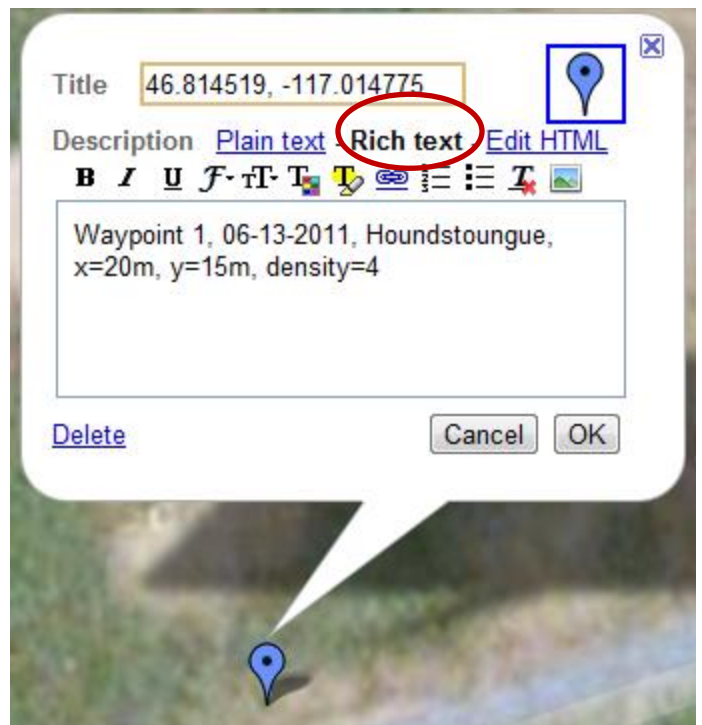 Title 46.814519, -117.014775
Description Plain text - Rich text - Edit HTML
B I U F T T T
Waypoint 1, 06-13-2011, Houndstoungue,
x=20m, y=15m, density=4
Delete Cancel OK